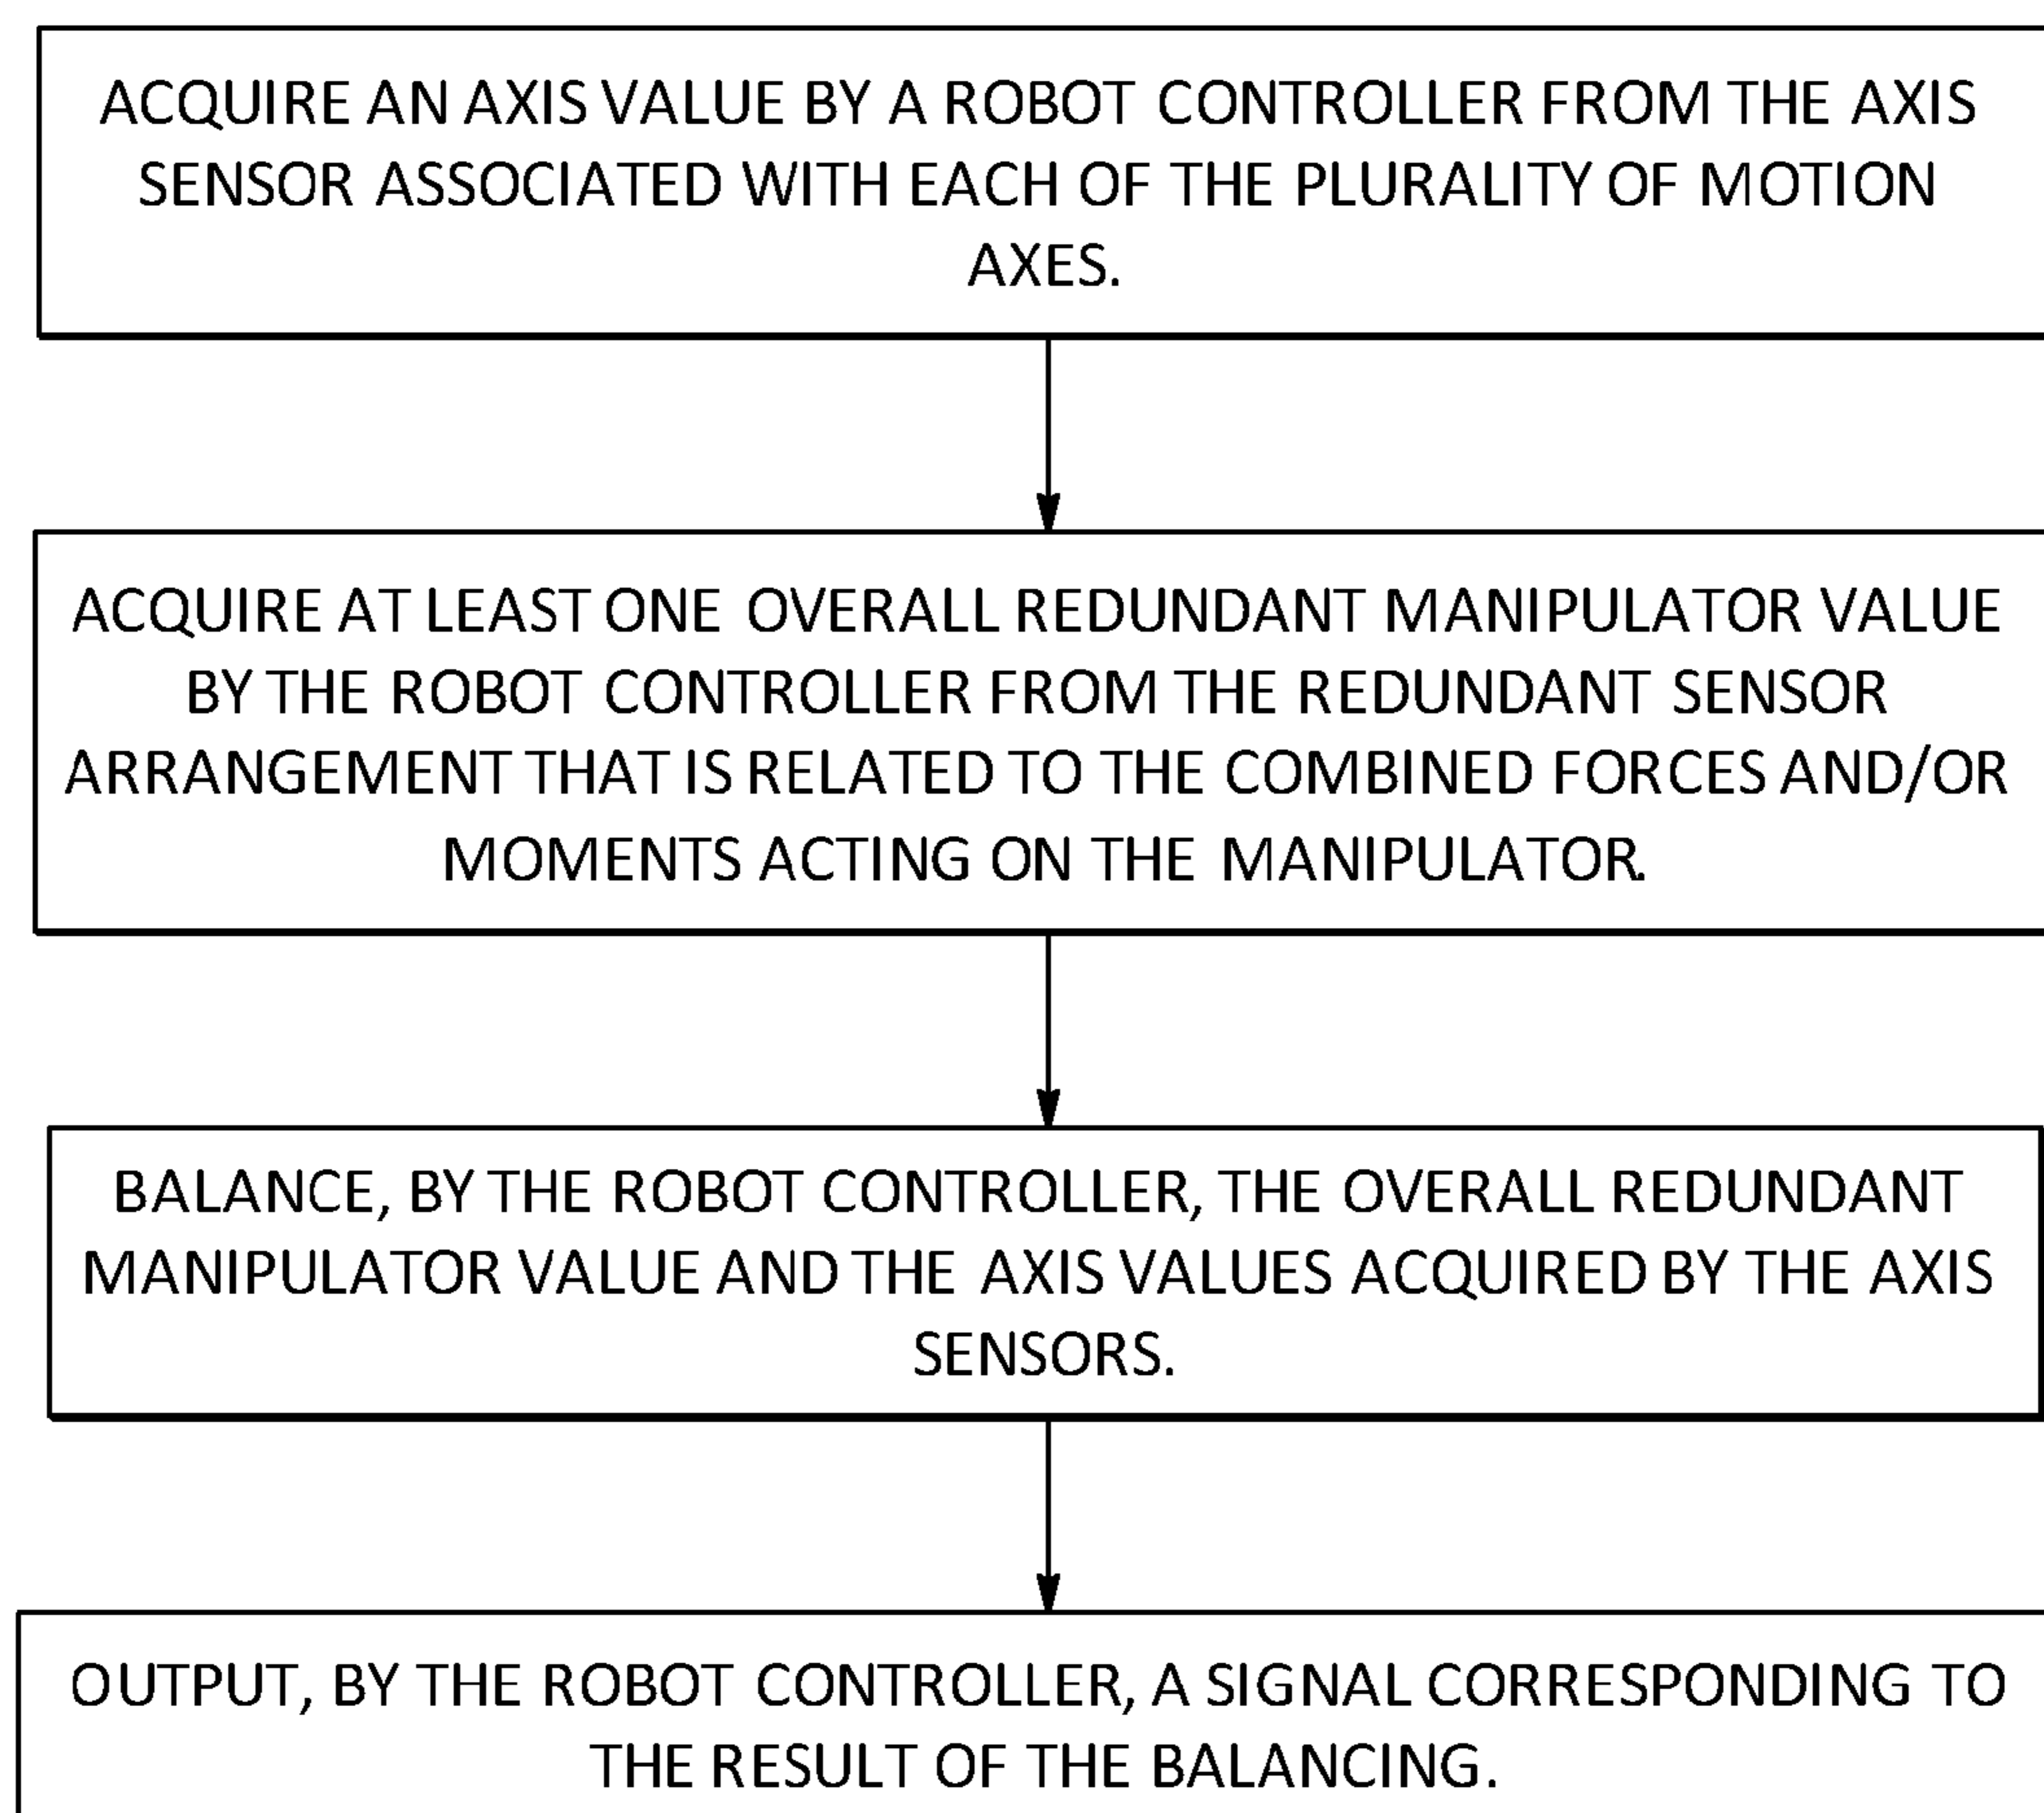 ACQUIRE AN AXIS VALUE BY A ROBOT CONTROLLER FROM THE AXIS
SENSOR ASSOCIATED WITH EACH OF THE PLURALITY OF MOTION
AXES.
ACQUIRE AT LEAST ONE OVERALL REDUNDANT MANIPULATOR VALUE
BY THE ROBOT CONTROLLER FROM THE REDUNDANT SENSOR
ARRANGEMENT THAT IS RELATED TO THE COMBINED FORCES AND/OR
MOMENTS ACTING ON THE MANIPULATOR.
BALANCE, BY THE ROBOT CONTROLLER, THE OVERALL REDUNDANT
MANIPULATOR VALUE AND THE AXIS VALUES ACQUIRED BY THE AXIS
SENSORS.
OUTPUT, BY THE ROBOT CONTROLLER, A SIGNAL CORRESPONDING TO
THE RESULT OF THE BALANCING.